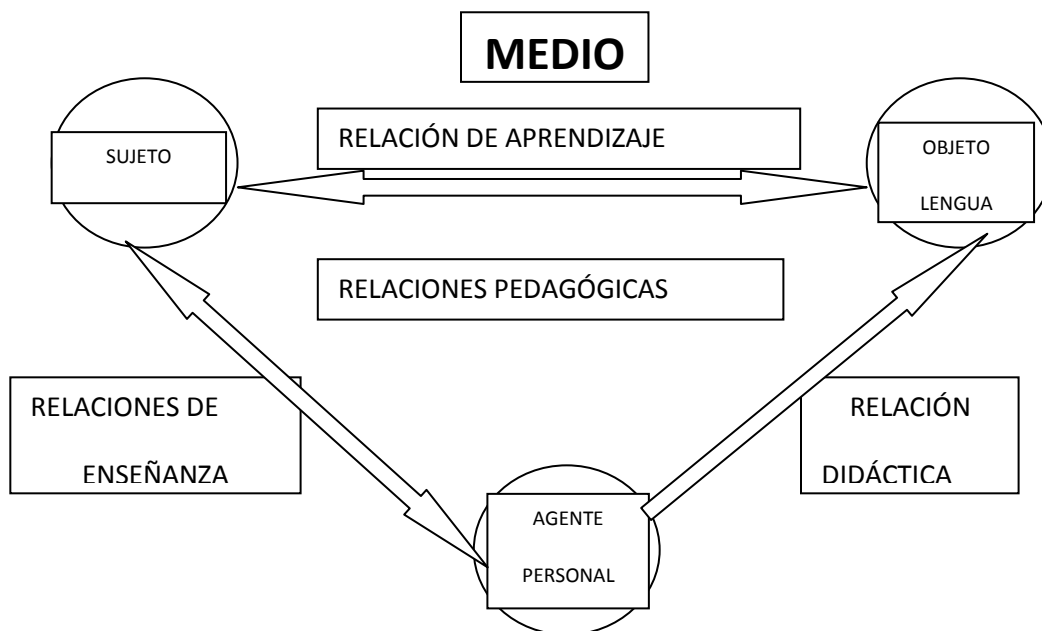 MEDIO
RELACIÓN DE APRENDIZAJE
SUJETO
OBJETO
LENGUA
RELACIONES PEDAGÓGICAS
RELACIONES DE
ENSEÑANZA
RELACIÓN
DIDÁCTICA
AGENTE
PERSONAL